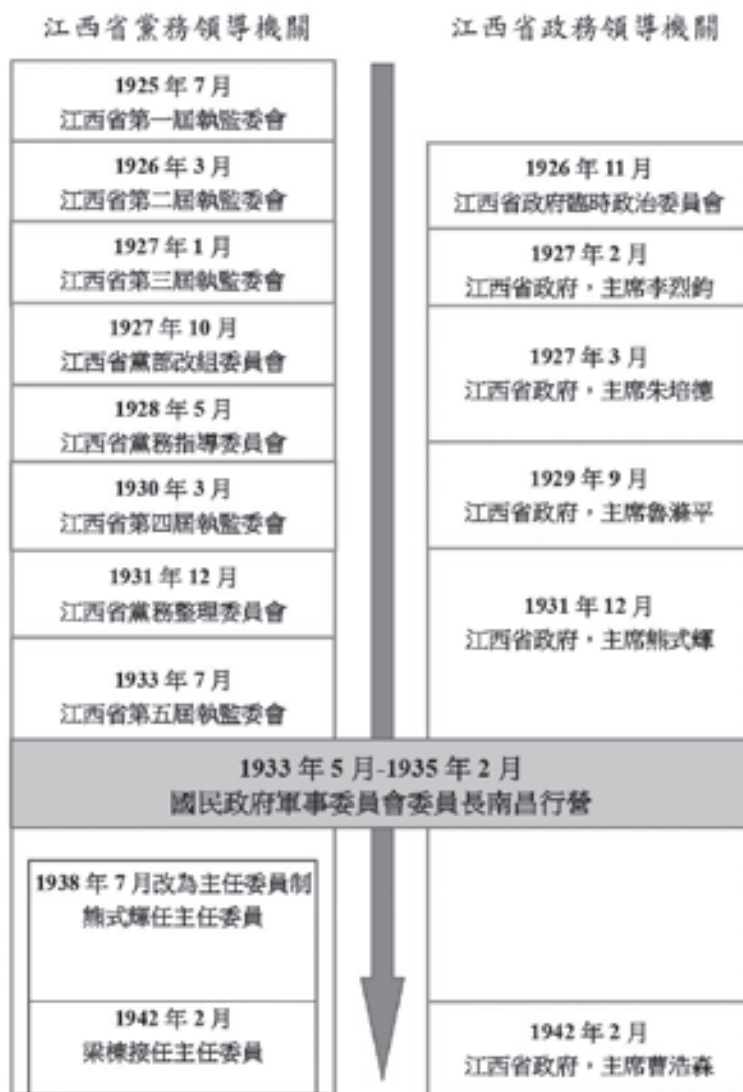 江西省黨務領導機關
江西省政務領導機關
1925 年 7 月
江西省第一屆執監委會
1926 年 3 月
江西省第二屆執監委會
1927 年 1 月
江西省第三屆執監委會
1927 年 10 月
江西省黨部改組委員會
1928 年 5 月
江西省黨務指導委員會
1930 年 3 月
江西省第四屆執監委會
1931 年 12 月
江西省黨務整理委員會
1933 年 7 月
江西省第五屆執監委會
1926 年 11 月
江西省政府臨時政治委員會
1927 年 2 月
江西省政府，主席李烈鈞
1927 年 3 月
江西省政府，主席朱培德
1929 年 9 月
江西省政府，主席魯滌平
1931 年 12 月
江西省政府，主席熊式輝
1933 年 5 月-1935 年 2 月
國民政府軍事委員會委員長南昌行營
1938 年 7 月改為主任委員制
熊式輝任主任委員
1942 年 2 月
梁棟接任主任委員
1942 年 2 月
江西省政府，主席曹浩森